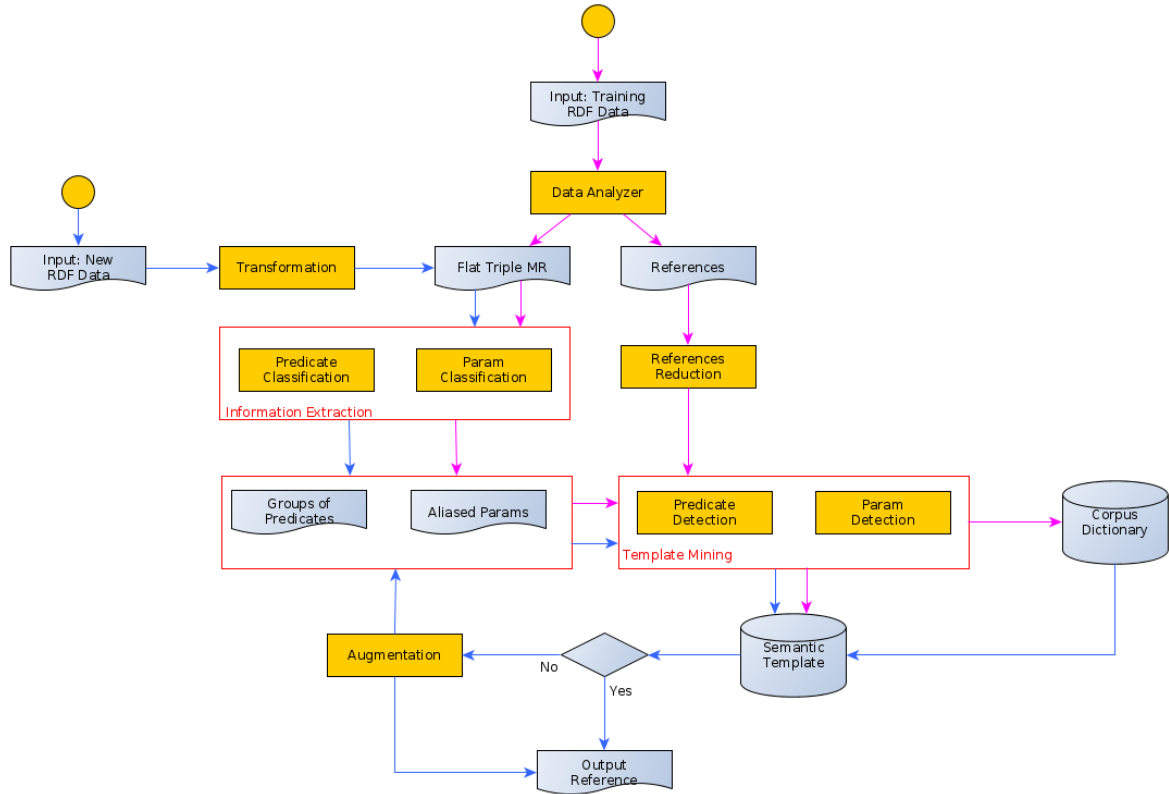 Input: Training
RDF Data
Data Analyzer
Input: New
RDF Data
Transformation
Flat Triple MR
References
Predicate
Classification
Param
Classification
References
Reduction
Information Extraction
Groups of
Predicates
Aliased Params
Predicate
Detection
Param
Detection
Corpus
Dictionary
Template Mining
Augmentation
No
Yes
Semantic
Template
Output
Reference